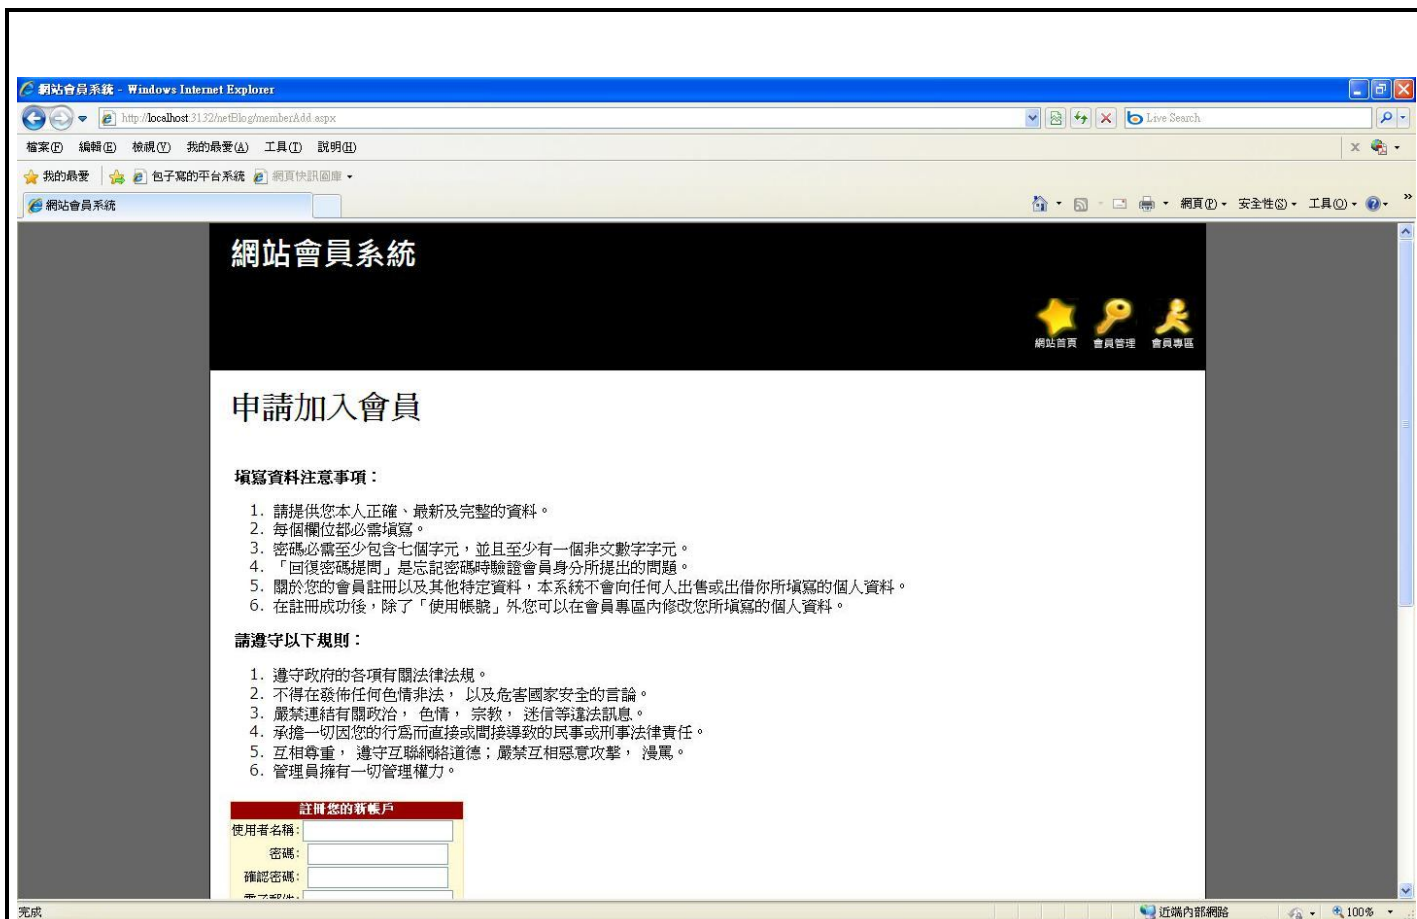 網站會員系統 - Windows Internet Explorer
http://localhost:3132/netBlog/memberAdd.aspx
Live Search
檔案(F) 編輯(E) 檢視(V) 我的最愛(A) 工具(T) 說明(H)
我的最愛 包子寫的平台系統 網頁快訊圖庫
網站會員系統
網頁(P) 安全性(S) 工具(O)
網站會員系統
網站首頁 會員管理 會員專區
申請加入會員
填寫資料注意事項：
1. 請提供您本人正確、最新及完整的資料。
2. 每個欄位都必需填寫。
3. 密碼必需至少包含七個字元，並且至少有一個非文數字字元。
4. 「回復密碼提問」是忘記密碼時驗證會員身分所提出的問題。
5. 關於您的會員註冊以及其他特定資料，本系統不會向任何人出售或出借你所填寫的個人資料。
6. 在註冊成功後，除了「使用帳號」外您可以在會員專區內修改您所填寫的個人資料。
請遵守以下規則：
1. 遵守政府的各項有關法律法規。
2. 不得在發佈任何色情非法， 以及危害國家安全的言論。
3. 嚴禁連結有關政治， 色情， 宗教， 迷信等違法訊息。
4. 承擔一切因您的行為而直接或間接導致的民事或刑事法律責任。
5. 互相尊重， 遵守互聯網絡道德；嚴禁互相惡意攻擊， 漫罵。
6. 管理員擁有一切管理權力。
註冊您的新帳戶
使用者名稱:
密碼:
確認密碼:
電子郵件:
完成
近端內部網路
100%